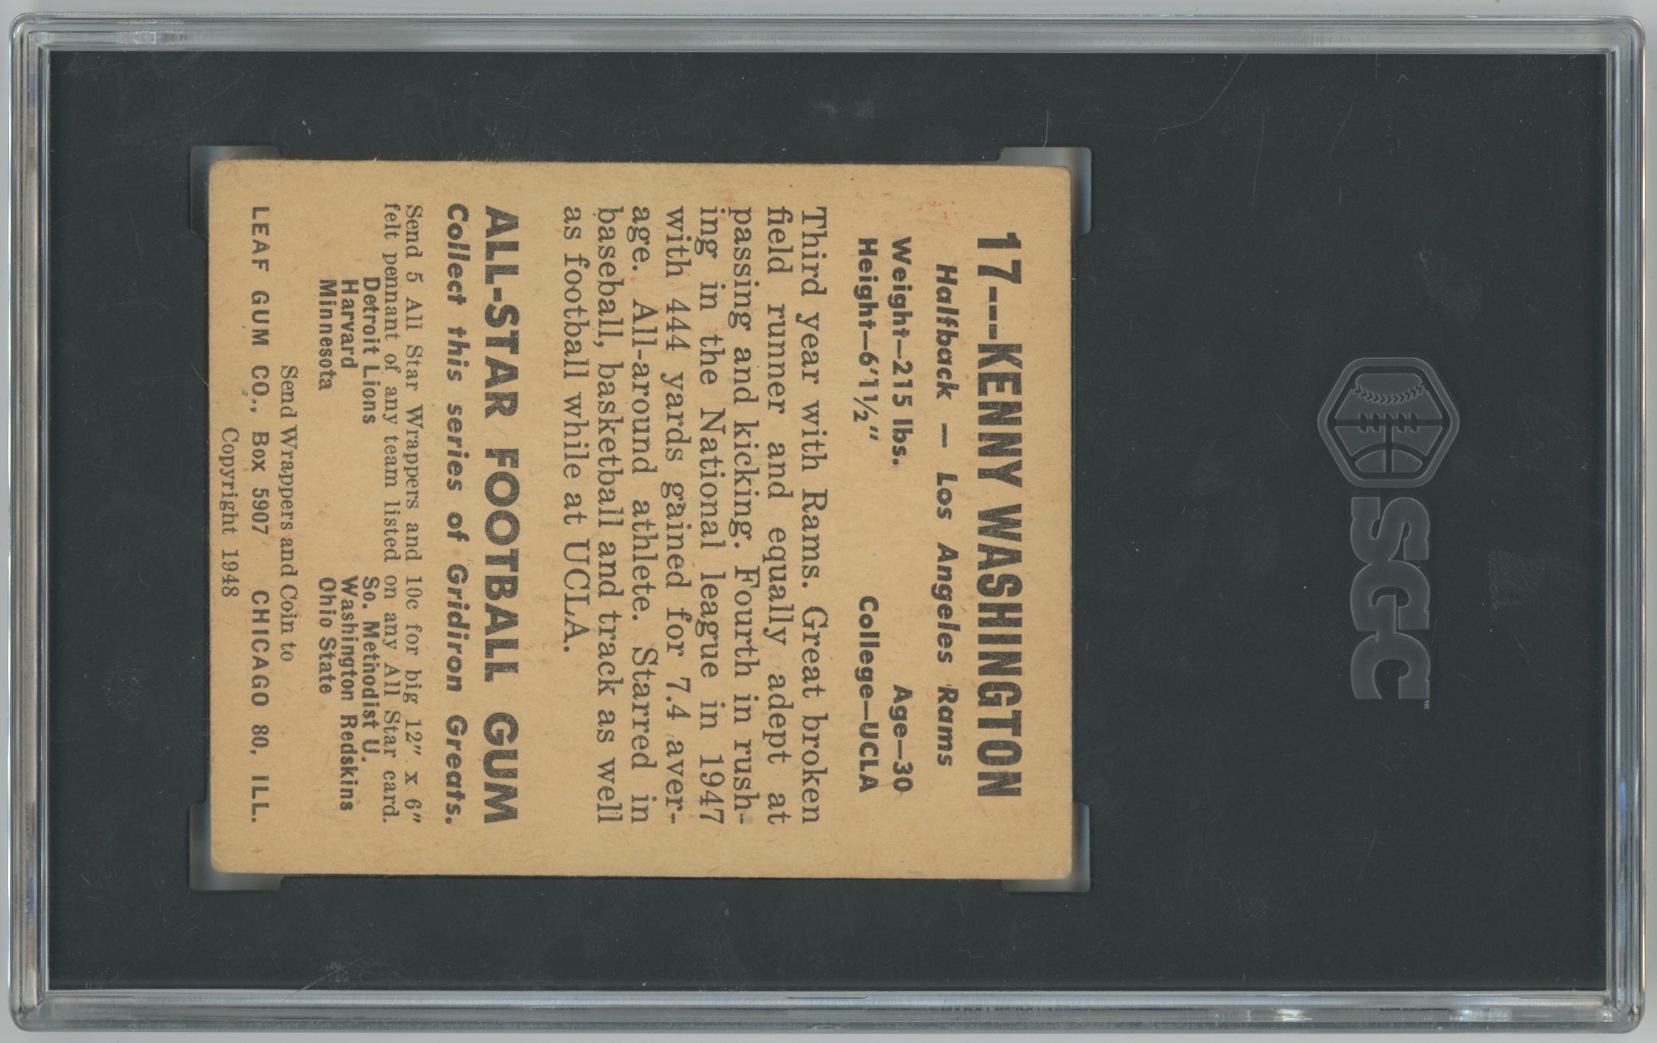 17---KENNY WASHINGTON
Halfback — Los Angeles Rams
Weight—215 lbs. Age—30
Height—6'1½" College—UCLA
Third year with Rams. Great broken
field runner and equally adept at
passing and kicking. Fourth in rush-
ing in the National league in 1947
with 444 yards gained for 7.4 aver-
age. All-around athlete. Starred in
baseball, basketball and track as well
as football while at UCLA.
ALL-STAR FOOTBALL GUM
Collect this series of Gridiron Greats.
Send 5 All Star Wrappers and 10c for big 12" x 6"
felt pennant of any team listed on any All Star card.
Detroit Lions So. Methodist U.
Harvard Washington Redskins
Minnesota Ohio State
Send Wrappers and Coin to
LEAF GUM CO., Box 5907 CHICAGO 80, ILL.
Copyright 1948
SGC